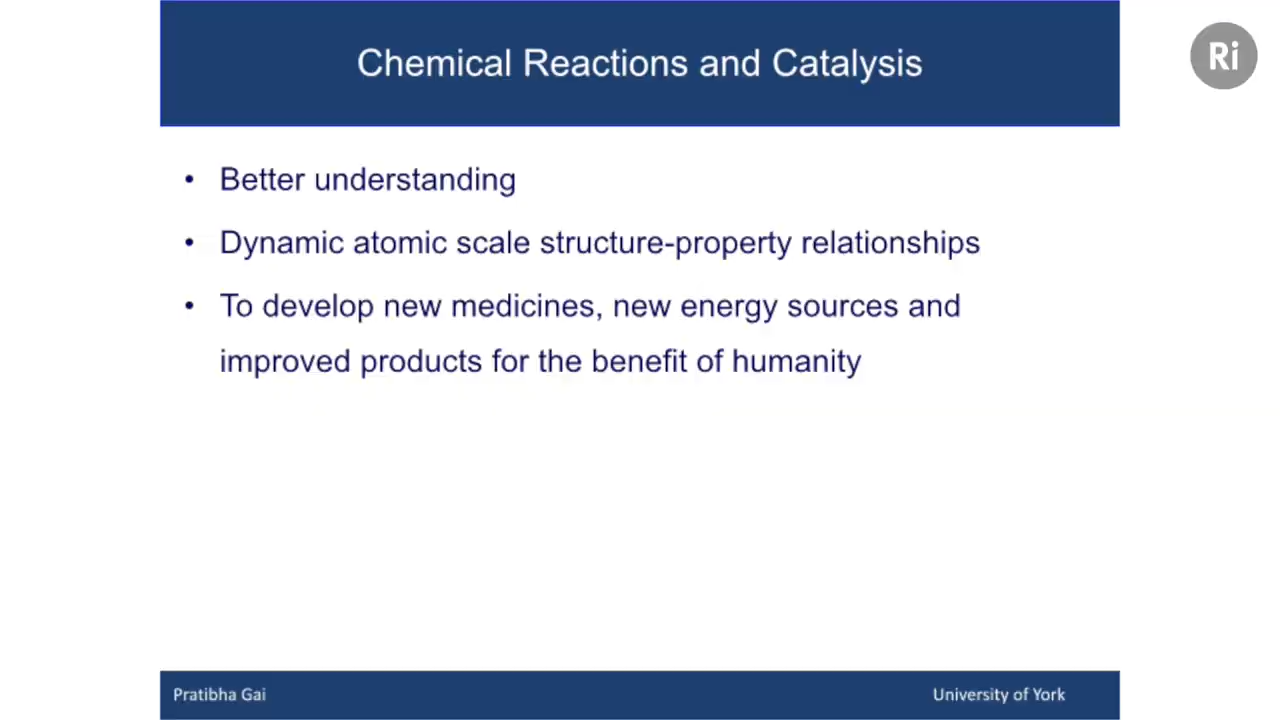 Chemical Reactions and Catalysis
Ri
• Better understanding
• Dynamic atomic scale structure-property relationships
• To develop new medicines, new energy sources and
improved products for the benefit of humanity
Pratibha Gai
University of York